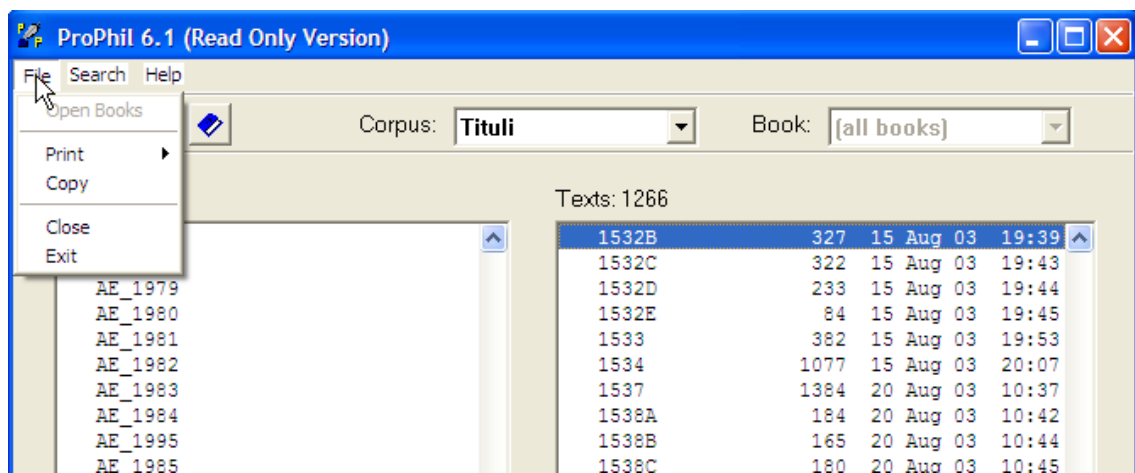 ProPhil 6.1 (Read Only Version)
File Search Help
Open Books
Print
Copy
Close
Exit
Corpus: Tituli Book: (all books)
Texts: 1266
1532B 327 15 Aug 03 19:39
1532C 322 15 Aug 03 19:43
AE_1979 1532D 233 15 Aug 03 19:44
AE_1980 1532E 84 15 Aug 03 19:45
AE_1981 1533 382 15 Aug 03 19:53
AE_1982 1534 1077 15 Aug 03 20:07
AE_1983 1537 1384 20 Aug 03 10:37
AE_1984 1538A 184 20 Aug 03 10:42
AE_1995 1538B 165 20 Aug 03 10:44
AE_1985 1538C 180 20 Aug 03 10:45